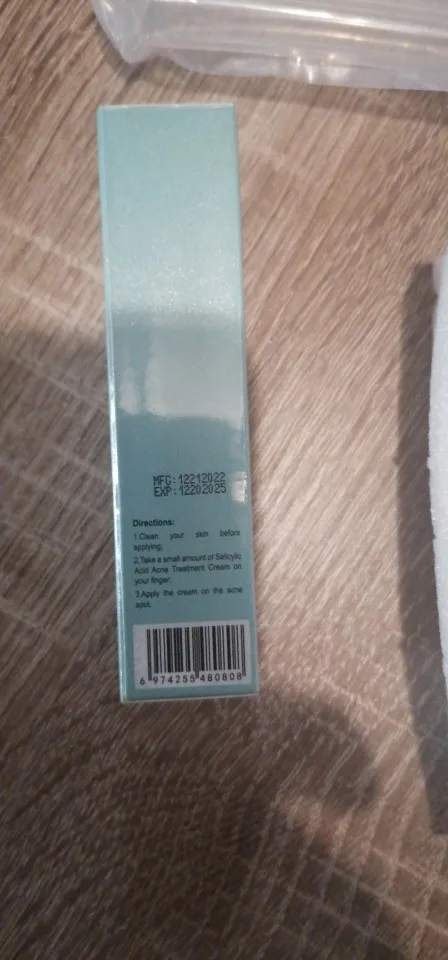 MFG:12212022
EXP:12202025
Directions:
1.Clean your skin before
applying;
2.Take a small amount of Salicylic
Acid Acne Treatment Cream on
your finger;
3.Apply the cream on the acne
spot.
6 974255 480808